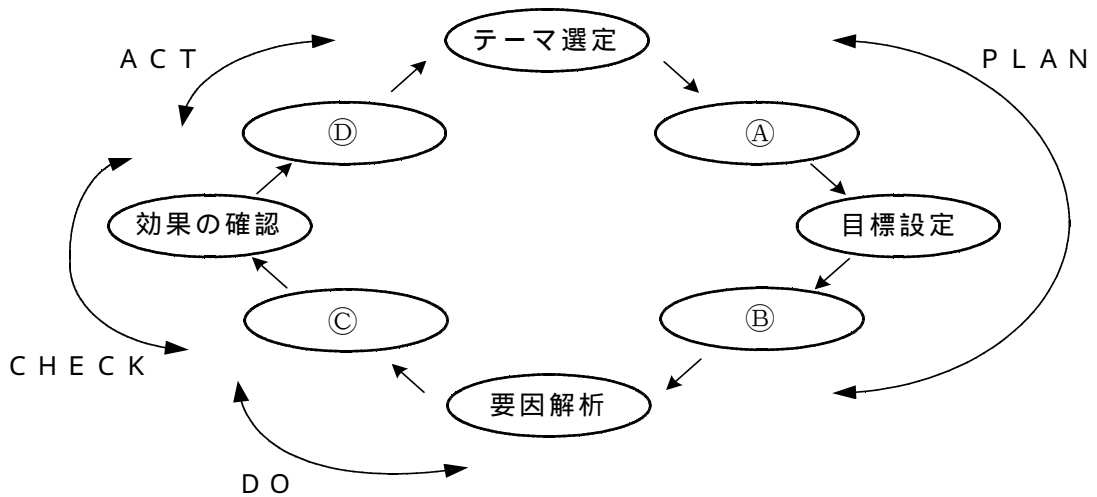 テーマ選定
ACT
PLAN
Ⓓ
Ⓐ
効果の確認
目標設定
Ⓒ
Ⓑ
CHECK
要因解析
DO